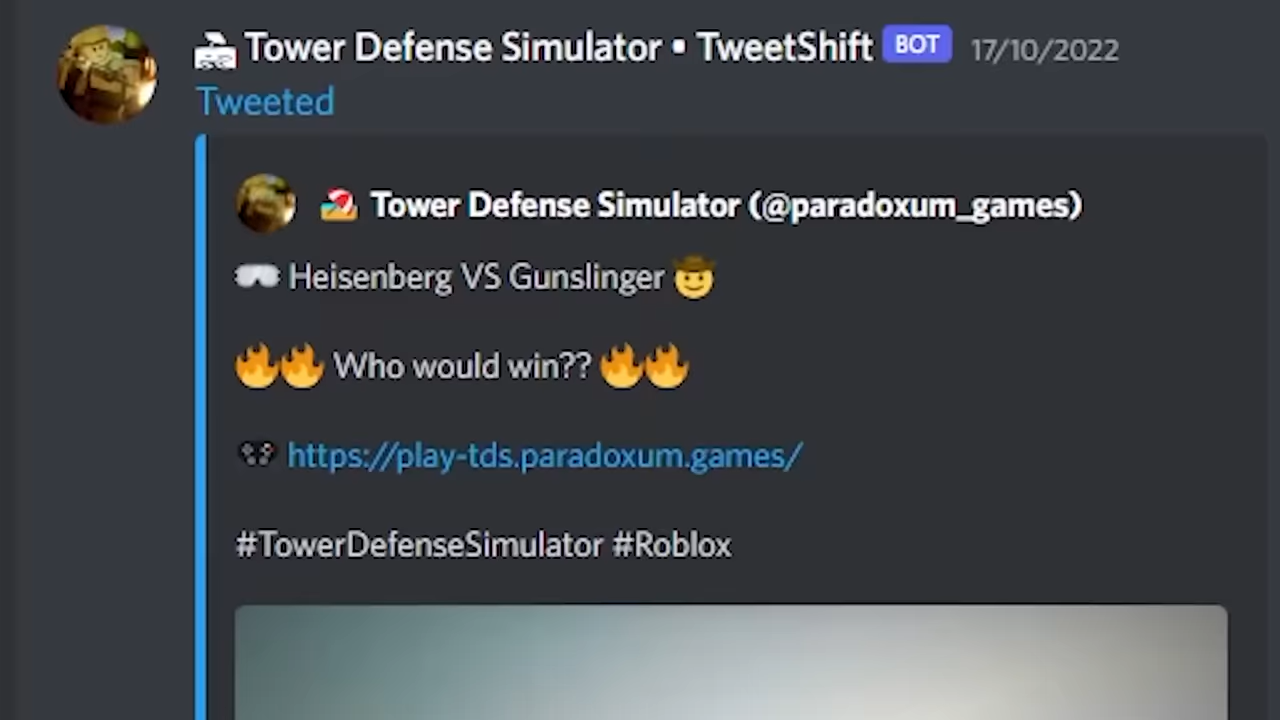 Tower Defense Simulator • TweetShift BOT 17/10/2022
Tweeted
Tower Defense Simulator (@paradoxum_games)
🥽 Heisenberg VS Gunslinger 🤠
🔥🔥 Who would win?? 🔥🔥
🎮 https://play-tds.paradoxum.games/
#TowerDefenseSimulator #Roblox